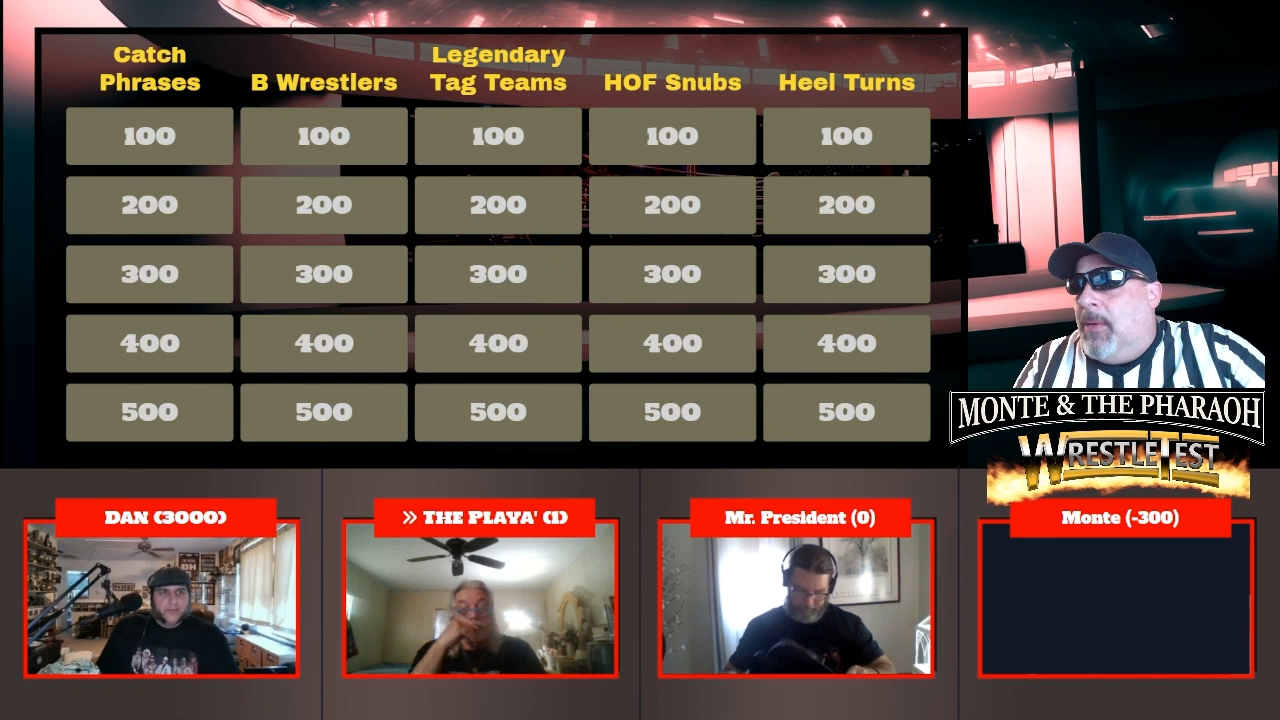 Catch
Phrases
B Wrestlers
Legendary
Tag Teams
HOF Snubs
Heel Turns
100 100 100 100 100
200 200 200 200 200
300 300 300 300 300
400 400 400 400 400
500 500 500 500 500
MONTE & THE PHARAOH
WRESTLETEST
DAN (3000)
» THE PLAYA' (1)
Mr. President (0)
Monte (-300)